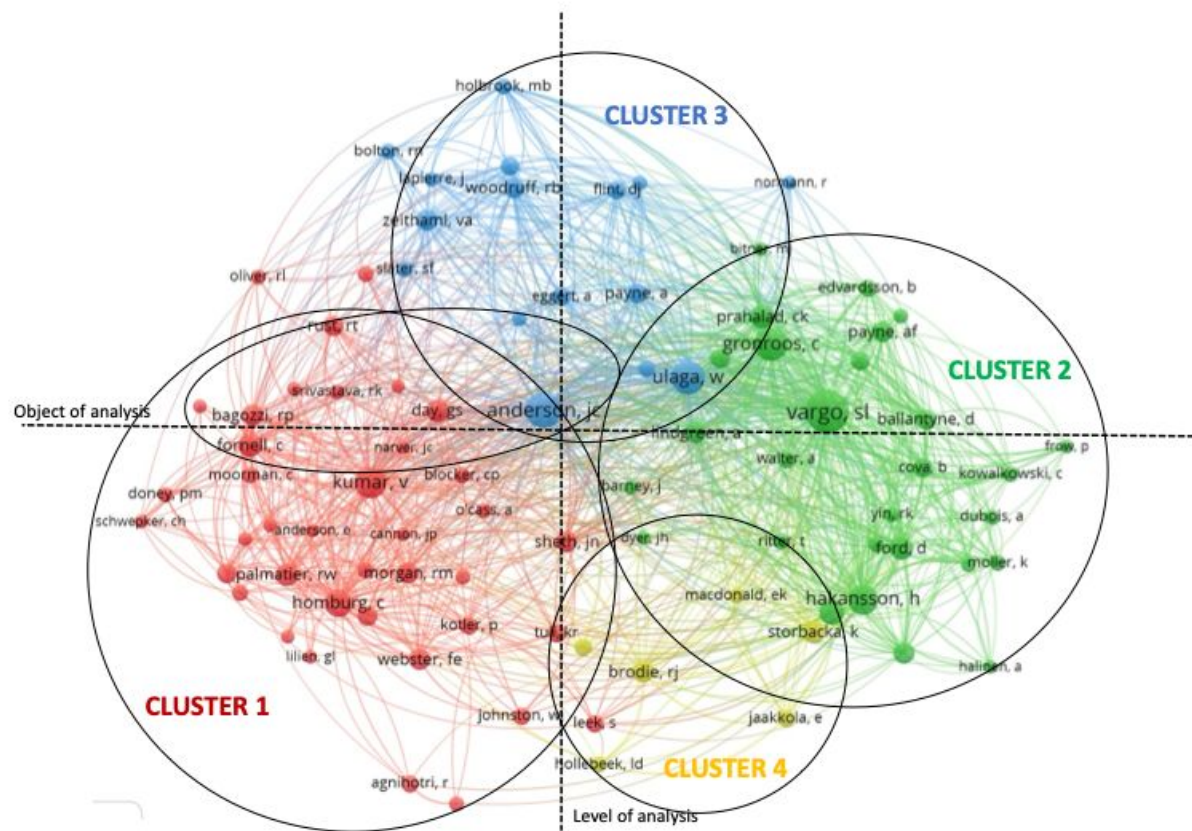 holbrook, mb
CLUSTER 3
bolton, rn
lapierre, j
woodruff, rb
flint, dj
normann, r
zeithaml, va
bitner, mj
oliver, rl
slater, sf
eggert, a
payne, a
edvardsson, b
rust, rt
prahalad, ck
payne, af
gronroos, c
CLUSTER 2
srivastava, rk
ulaga, w
Object of analysis
bagozzi, rp
day, gs
anderson, jc
vargo, sl
ballantyne, d
fornell, c
narver, jc
lindgreen, a
frow, p
moorman, c
kumar, v
blocker, cp
walter, a
cova, b
kowalkowski, c
doney, pm
barney, j
schwepker, ch
anderson, e
cannon, jp
o'cass, a
yin, rk
dubois, a
sheth, jn
dyer, jh
ritter, t
ford, d
moller, k
palmatier, rw
morgan, rm
homburg, c
macdonald, ek
hakansson, h
kotler, p
tuli, kr
storbacka, k
lilien, gl
webster, fe
brodie, rj
halinen, a
CLUSTER 1
johnston, w
leek, s
jaakkola, e
hollebeek, ld
CLUSTER 4
agnihotri, r
Level of analysis